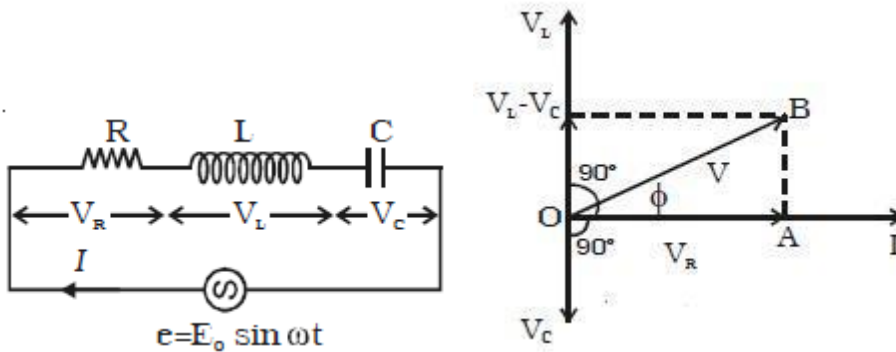 R L C
V_R V_L V_C
I
S
e=E_o sin ωt
V_L
V_L-V_C
B
90°
V
ϕ
O
90°
V_R
A
I
V_C